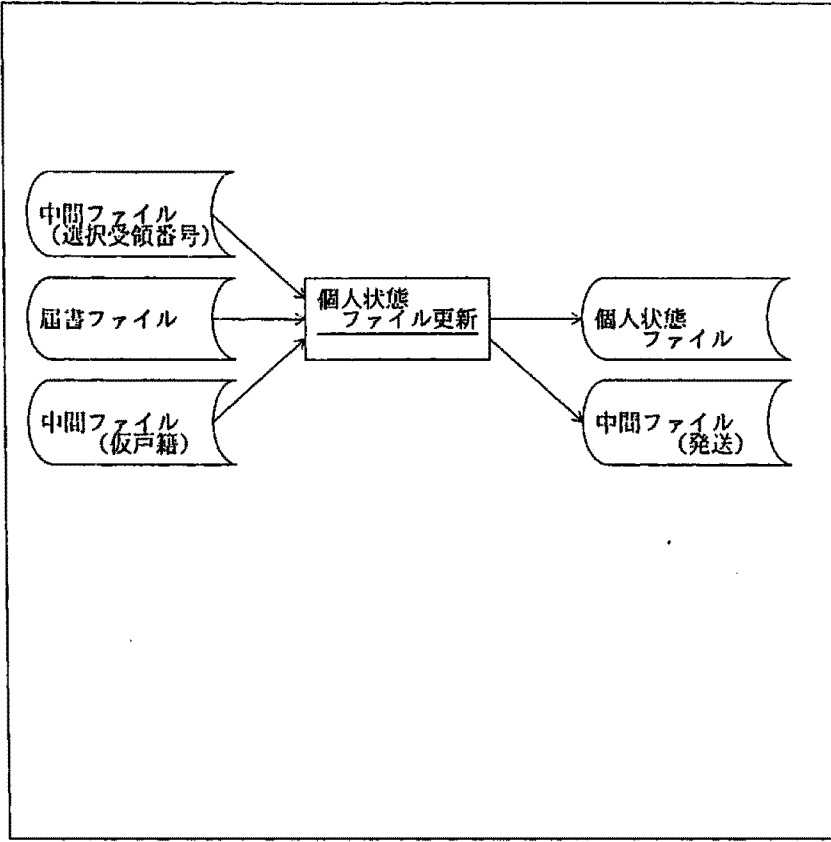 中間ファイル
（選択受領番号）
届書ファイル
中間ファイル
（仮戸籍）
個人状態
ファイル更新
個人状態
ファイル
中間ファイル
（発送）